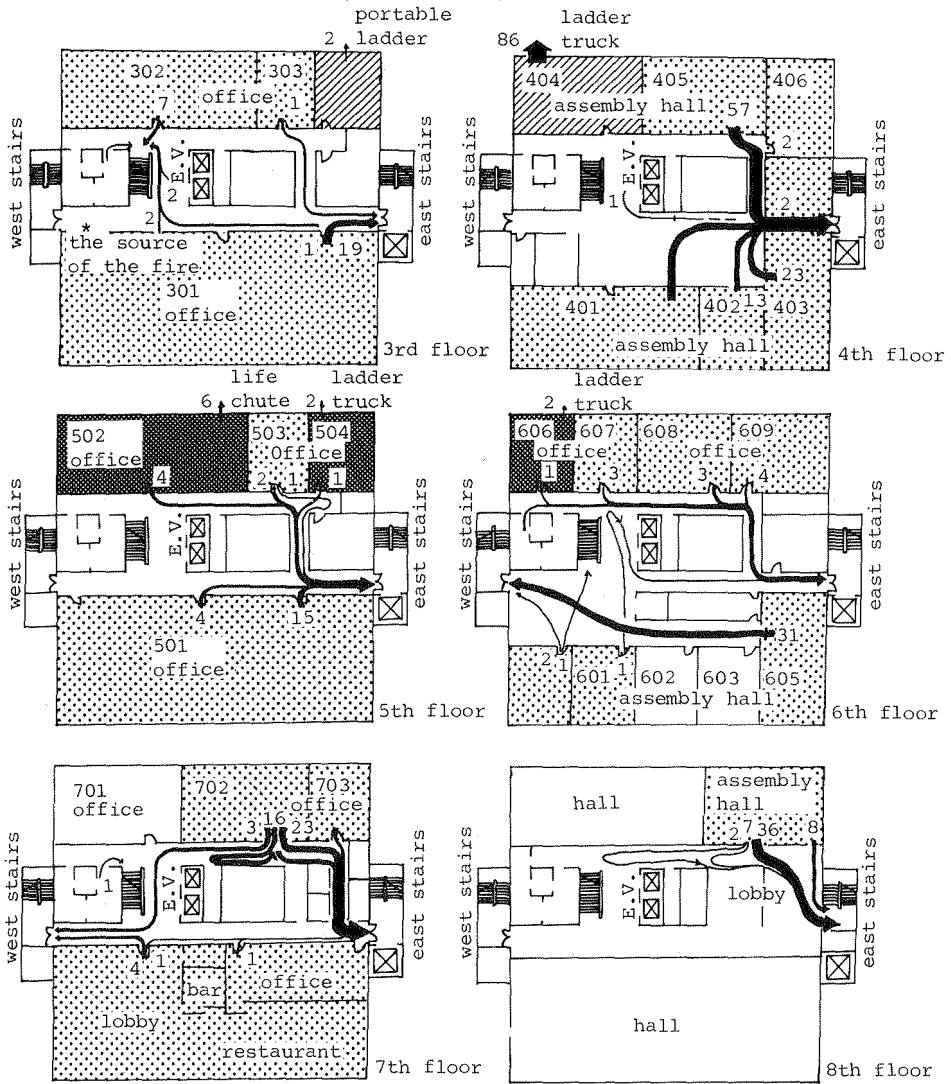 portable
2 ladder
302
303
office
7
1
west stairs
E.V.
2
2
* the source
of the fire
1 19
301
office
east stairs
3rd floor
ladder
86 truck
404
405
406
assembly hall
57
2
E.V.
west stairs
1
2
23
401
402 13 403
assembly hall
east stairs
4th floor
life
6 chute
ladder
2 truck
502
office
503
504
Office
4
2
1
1
west stairs
E.V.
4
15
501
office
east stairs
5th floor
ladder
2 truck
606
607
608
609
office
office
1
3
3
4
west stairs
E.V.
31
2 1
1
601
602
603
605
assembly hall
east stairs
6th floor
701
office
702
703
office
3 16 23
1
west stairs
E.V.
4
1
1
bar
office
lobby
restaurant
east stairs
7th floor
hall
assembly
hall
2 7 36
8
west stairs
E.V.
lobby
east stairs
hall
8th floor